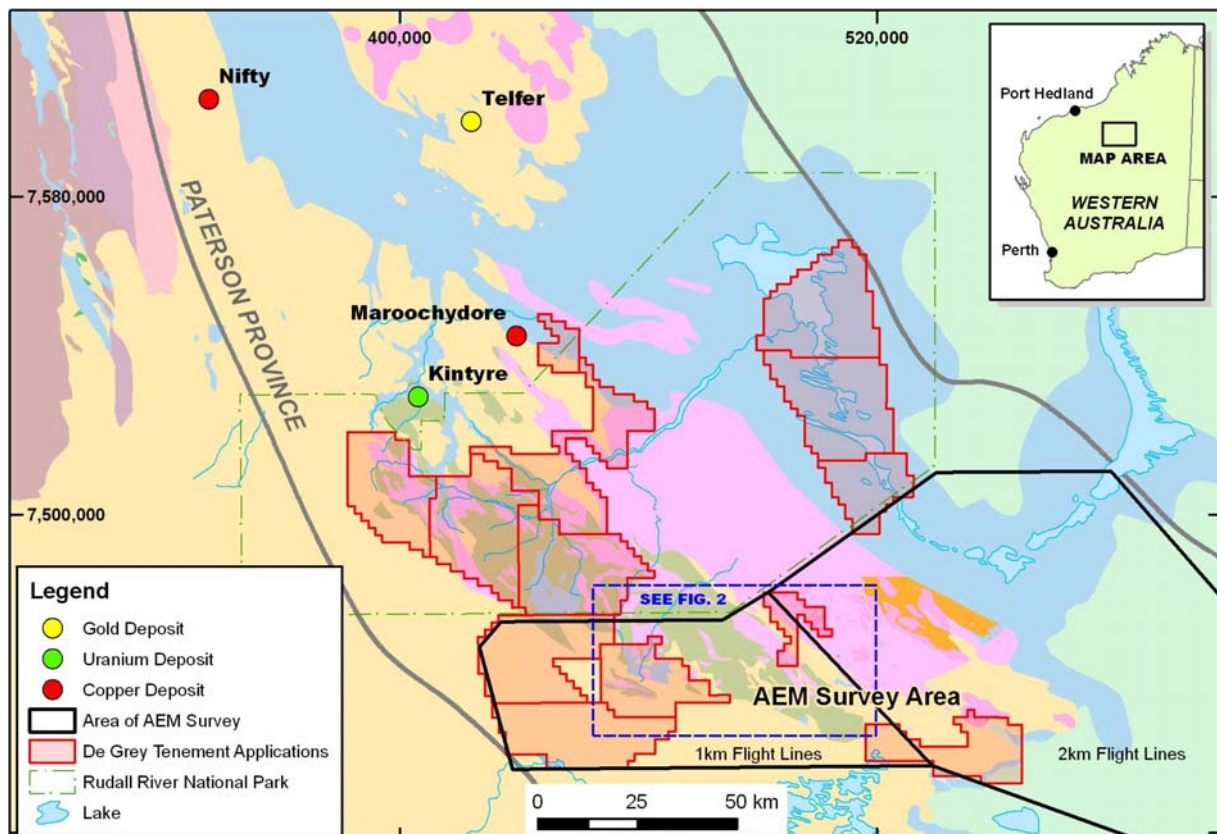 400,000
520,000
Nifty
Telfer
Port Hedland
MAP AREA
WESTERN
AUSTRALIA
Perth
7,580,000
PATERSON PROVINCE
Maroochydore
Kintyre
7,500,000
SEE FIG. 2
AEM Survey Area
1km Flight Lines
2km Flight Lines
Legend
Gold Deposit
Uranium Deposit
Copper Deposit
Area of AEM Survey
De Grey Tenement Applications
Rudall River National Park
Lake
0 25 50 km